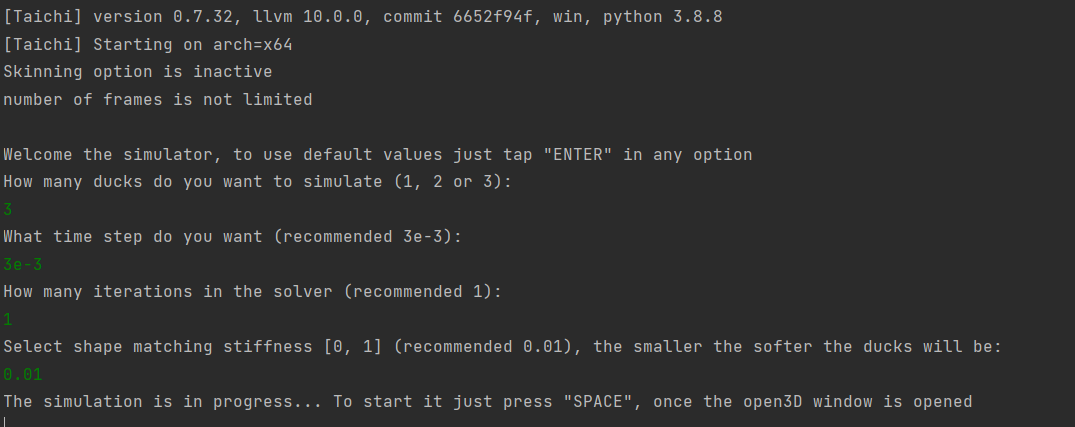 [Taichi] version 0.7.32, llvm 10.0.0, commit 6652f94f, win, python 3.8.8
[Taichi] Starting on arch=x64
Skinning option is inactive
number of frames is not limited
Welcome the simulator, to use default values just tap "ENTER" in any option
How many ducks do you want to simulate (1, 2 or 3):
3
What time step do you want (recommended 3e-3):
3e-3
How many iterations in the solver (recommended 1):
1
Select shape matching stiffness [0, 1] (recommended 0.01), the smaller the softer the ducks will be:
0.01
The simulation is in progress... To start it just press "SPACE", once the open3D window is opened